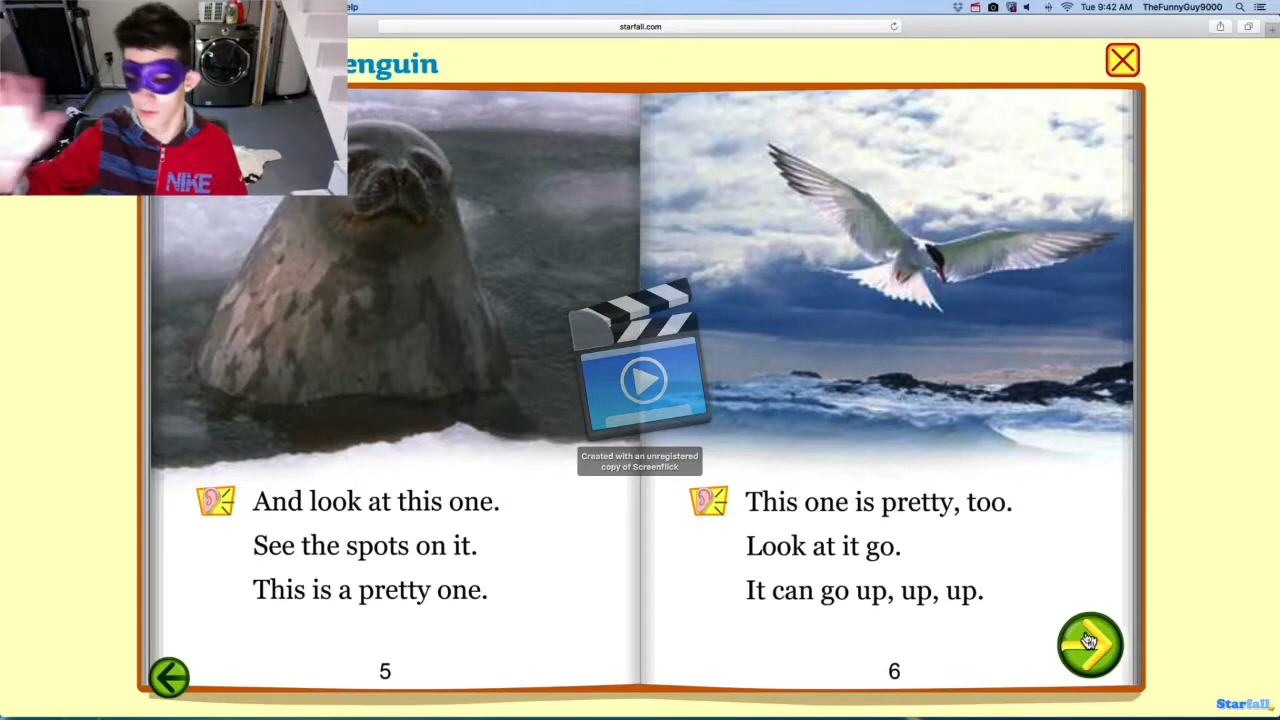 elp
Tue 9:42 AM TheFunnyGuy9000
starfall.com
enguin
NIKE
Created with an unregistered
copy of Screenflick
And look at this one.
See the spots on it.
This is a pretty one.
5
This one is pretty, too.
Look at it go.
It can go up, up, up.
6
Starfall